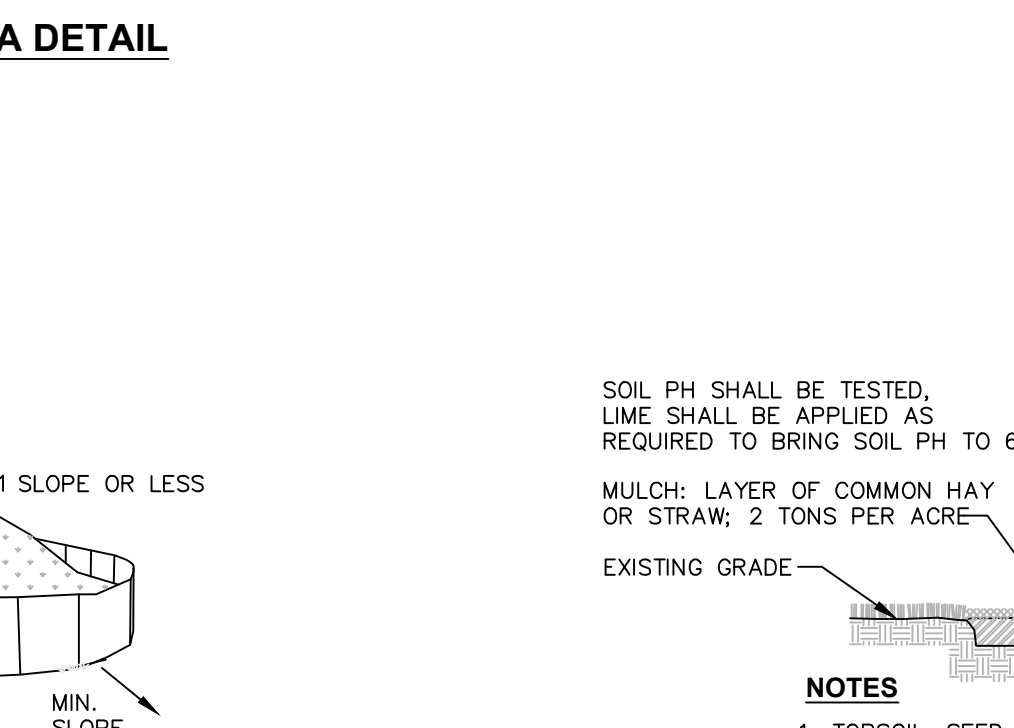 A DETAIL
1 SLOPE OR LESS
MIN.
SLOPE
SOIL PH SHALL BE TESTED,
LIME SHALL BE APPLIED AS
REQUIRED TO BRING SOIL PH TO 6
MULCH: LAYER OF COMMON HAY
OR STRAW; 2 TONS PER ACRE
EXISTING GRADE
NOTES
1. TOPSOIL, SEED